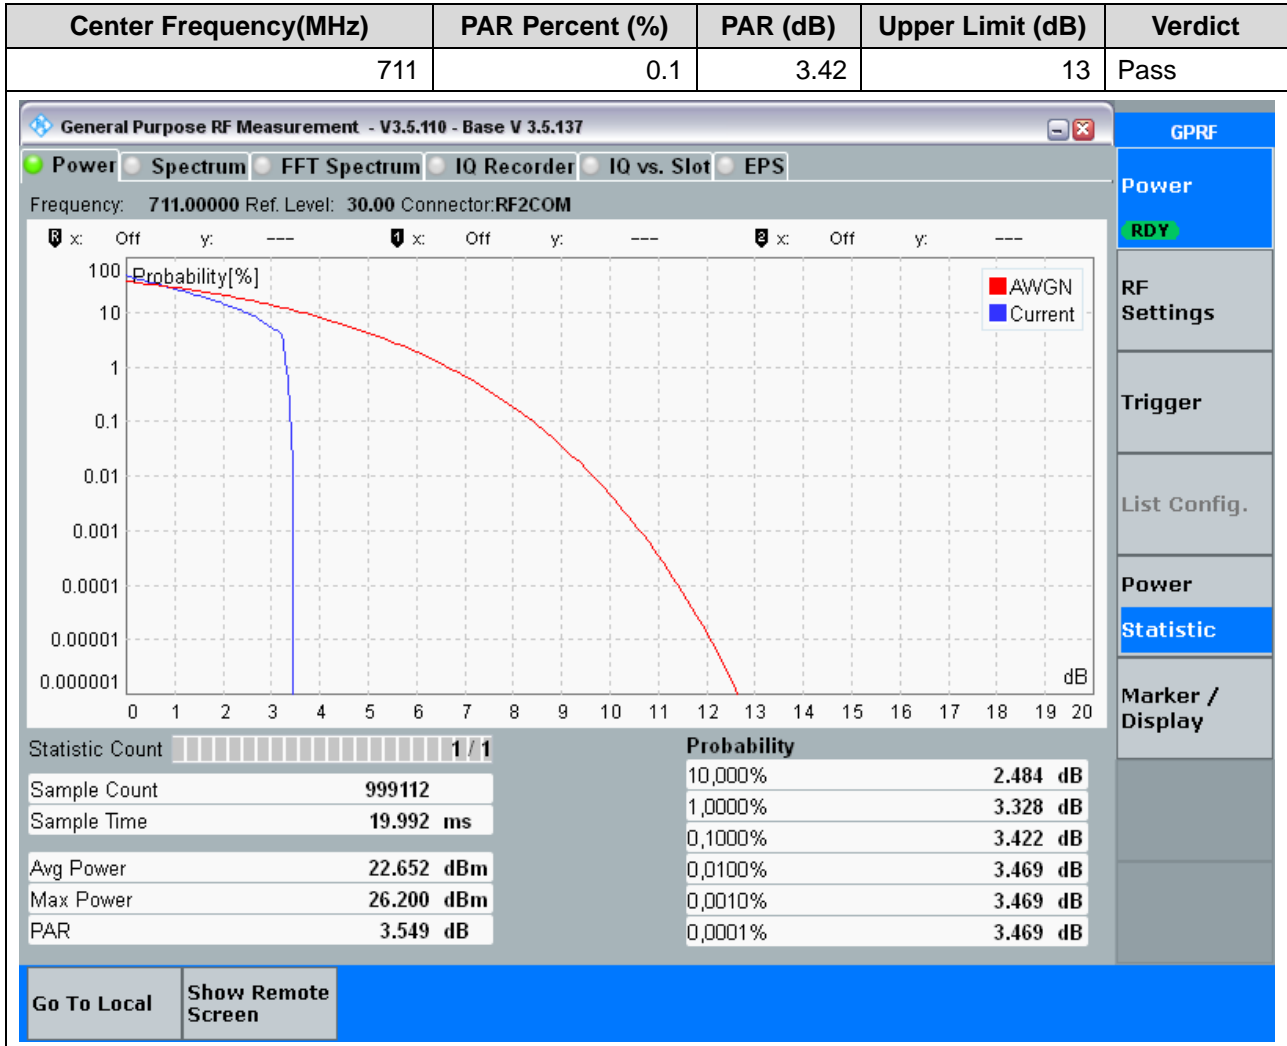 Center Frequency(MHz) PAR Percent (%) PAR (dB) Upper Limit (dB) Verdict
711 0.1 3.42 13 Pass
General Purpose RF Measurement - V3.5.110 - Base V 3.5.137
GPRF
Power Spectrum FFT Spectrum IQ Recorder IQ vs. Slot EPS
Frequency: 711.00000 Ref. Level: 30.00 Connector:RF2COM
R x: Off y: --- 1 x: Off y: --- 2 x: Off y: ---
Probability[%]
100
10
1
0.1
0.01
0.001
0.0001
0.00001
0.000001
AWGN
Current
dB
0 1 2 3 4 5 6 7 8 9 10 11 12 13 14 15 16 17 18 19 20
Statistic Count 1 / 1
Sample Count 999112
Sample Time 19.992 ms
Avg Power 22.652 dBm
Max Power 26.200 dBm
PAR 3.549 dB
Probability
10,000% 2.484 dB
1,0000% 3.328 dB
0,1000% 3.422 dB
0,0100% 3.469 dB
0,0010% 3.469 dB
0,0001% 3.469 dB
Power
RDY
RF
Settings
Trigger
List Config.
Power
Statistic
Marker /
Display
Go To Local
Show Remote
Screen